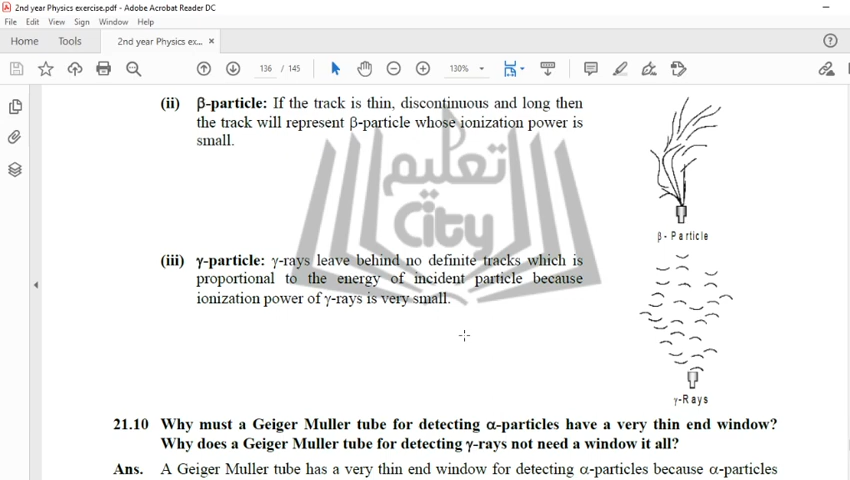 2nd year Physics exercise.pdf - Adobe Acrobat Reader DC
File Edit View Sign Window Help
Home Tools 2nd year Physics ex...
136 / 145 130%
(ii) β-particle: If the track is thin, discontinuous and long then
the track will represent β-particle whose ionization power is
small.
تعلیم
City
β - Particle
(iii) γ-particle: γ-rays leave behind no definite tracks which is
proportional to the energy of incident particle because
ionization power of γ-rays is very small.
γ-Rays
21.10 Why must a Geiger Muller tube for detecting α-particles have a very thin end window?
Why does a Geiger Muller tube for detecting γ-rays not need a window it all?
Ans. A Geiger Muller tube has a very thin end window for detecting α-particles because α-particles